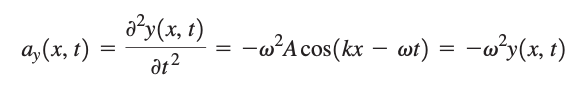 a_y(x, t) = ∂²y(x, t)/∂t² = −ω²A cos(kx − ωt) = −ω²y(x, t)